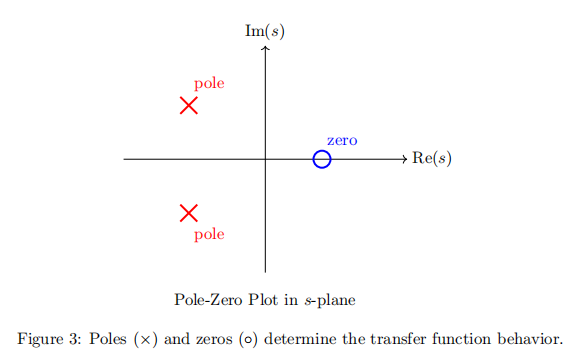 Im(s)
pole
zero
Re(s)
pole
Pole-Zero Plot in s-plane
Figure 3: Poles (×) and zeros (∘) determine the transfer function behavior.